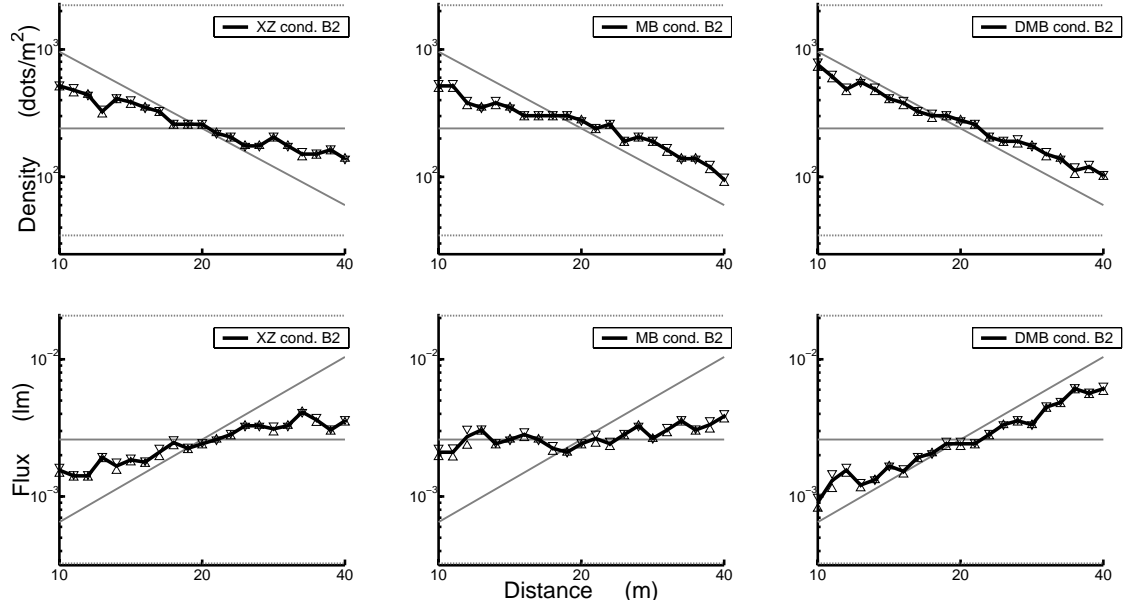 XZ cond. B2
MB cond. B2
DMB cond. B2
Density (dots/m²)
10³
10²
10 20 40
10³
10²
10 20 40
10³
10²
10 20 40
XZ cond. B2
MB cond. B2
DMB cond. B2
Flux (lm)
10⁻²
10⁻³
10 20 40
10⁻²
10⁻³
10 20 40
10⁻²
10⁻³
10 20 40
Distance (m)